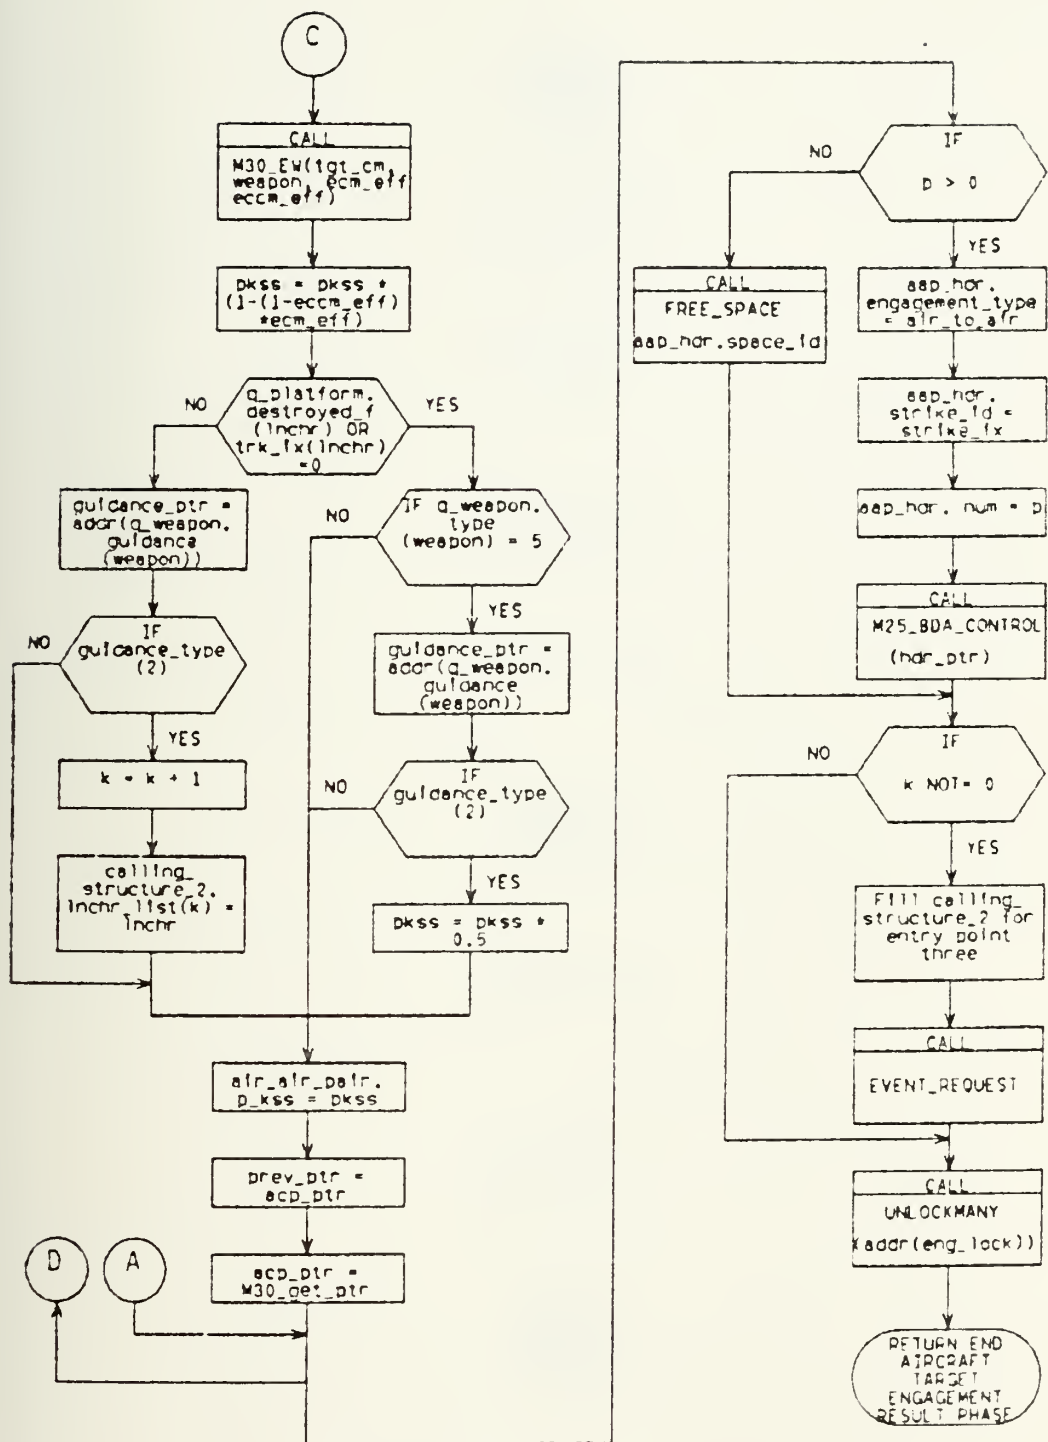 C
CALL
M30_EW(tgt_cm,
weapon, ecm_eff
eccm_eff)
pkss = pkss *
(1-(1-eccm_eff)
*ecm_eff)
NO
q_platform.
destroyed_f
(lnchr) OR
trk_ix(lnchr)
=0
YES
guidance_ptr =
addr(q_weapon.
guidance
(weapon))
NO
IF q_weapon.
type
(weapon) = 5
YES
guidance_ptr =
addr(q_weapon.
guidance
(weapon))
NO
IF
guidance_type
(2)
YES
k = k + 1
calling_
structure_2.
lnchr_list(k) =
lnchr
NO
IF
guidance_type
(2)
YES
pkss = pkss *
0.5
air_air_pair.
p_kss = pkss
prev_ptr =
acp_ptr
acp_ptr =
M30_get_ptr
D
A
NO
IF
p > 0
YES
CALL
FREE_SPACE
aap_hdr.space_id
aap_hdr.
engagement_type
= air_to_air
aap_hdr.
strike_id =
strike_ix
aap_hdr. num = p
CALL
M25_BDA_CONTROL
(hdr_ptr)
NO
IF
k NOT= 0
YES
Fill calling_
structure_2 for
entry point
three
CALL
EVENT_REQUEST
CALL
UNLOCKMANY
(addr(eng_lock))
RETURN END
AIRCRAFT
TARGET
ENGAGEMENT
RESULT PHASE